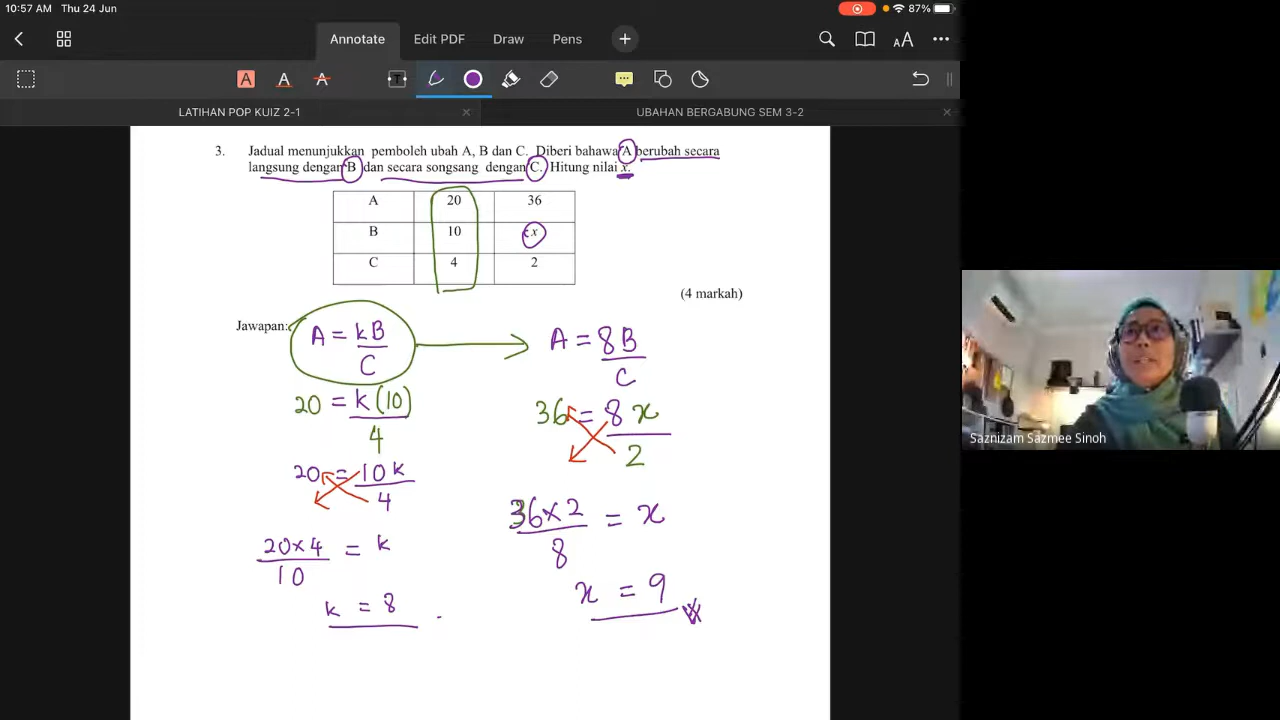 10:57 AM Thu 24 Jun
87%
Annotate Edit PDF Draw Pens
AA
A A A T
LATIHAN POP KUIZ 2-1
UBAHAN BERGABUNG SEM 3-2
3. Jadual menunjukkan pemboleh ubah A, B dan C. Diberi bahawa A berubah secara
langsung dengan B dan secara songsang dengan C. Hitung nilai x.
A 20 36
B 10 x
C 4 2
(4 markah)
Jawapan:
A = kB/C
A = 8B/C
20 = k(10)/4
36 = 8x/2
20 = 10k/4
36×2/8 = x
20×4/10 = k
x = 9
k = 8
Saznizam Sazmee Sinoh